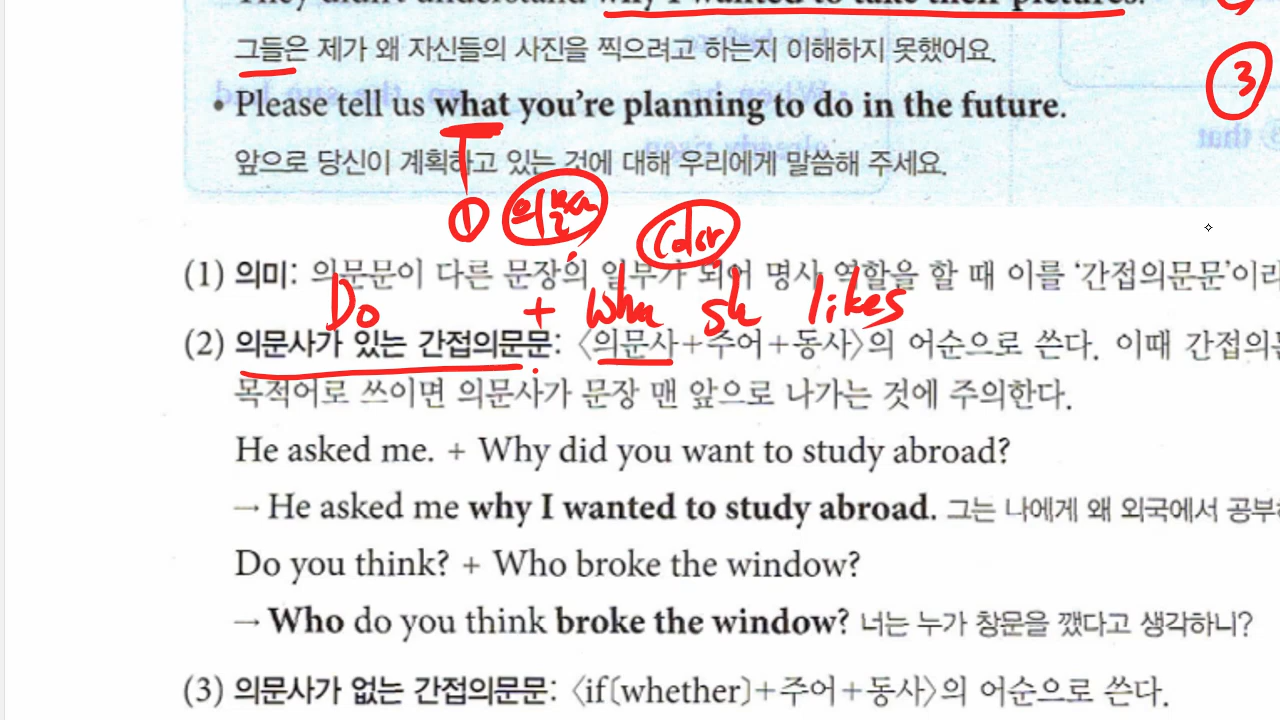 They didn't understand why I wanted to take their pictures.
그들은 제가 왜 자신들의 사진을 찍으려고 하는지 이해하지 못했어요.
③
• Please tell us what you're planning to do in the future.
앞으로 당신이 계획하고 있는 것에 대해 우리에게 말씀해 주세요.
① color
(1) 의미: 의문문이 다른 문장의 일부가 되어 명사 역할을 할 때 이를 '간접의문문'이라
Do + likes
(2) 의문사가 있는 간접의문문: 〈의문사+주어+동사〉의 어순으로 쓴다. 이때 간접의문
목적어로 쓰이면 의문사가 문장 맨 앞으로 나가는 것에 주의한다.
He asked me. + Why did you want to study abroad?
→ He asked me why I wanted to study abroad. 그는 나에게 왜 외국에서 공부하
Do you think? + Who broke the window?
→ Who do you think broke the window? 너는 누가 창문을 깼다고 생각하니?
(3) 의문사가 없는 간접의문문: 〈if(whether)+주어+동사〉의 어순으로 쓴다.